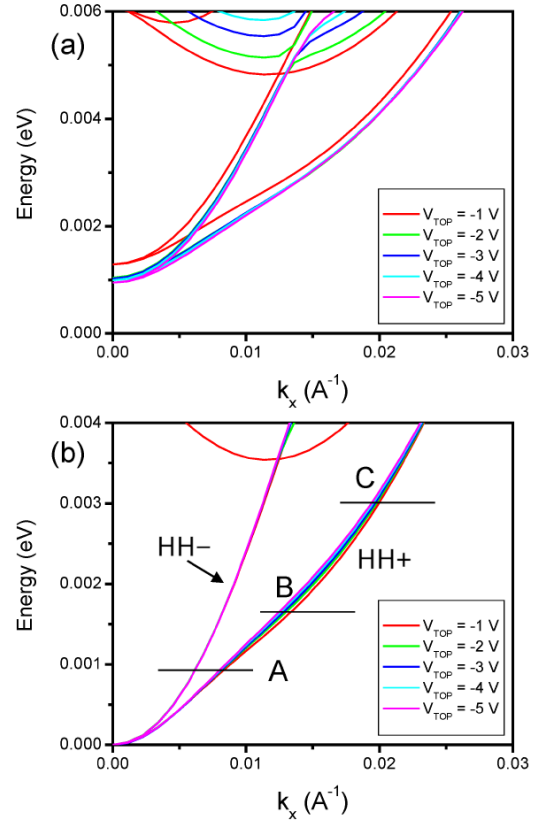 (a)
0.006
0.004
0.002
0.000
Energy (eV)
V_TOP = -1 V
V_TOP = -2 V
V_TOP = -3 V
V_TOP = -4 V
V_TOP = -5 V
0.00 0.01 0.02 0.03
k_x (A⁻¹)
(b)
0.004
0.003
0.002
0.001
0.000
Energy (eV)
HH−
C
B
HH+
A
V_TOP = -1 V
V_TOP = -2 V
V_TOP = -3 V
V_TOP = -4 V
V_TOP = -5 V
0.00 0.01 0.02 0.03
k_x (A⁻¹)